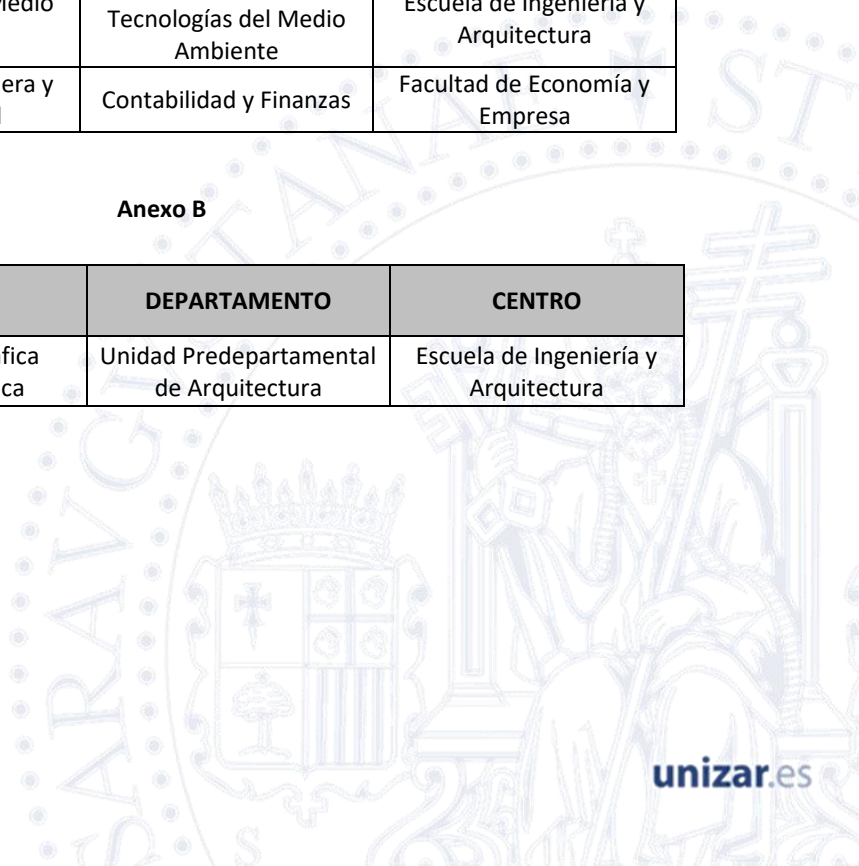 Tecnologías del Medio
Ambiente
Escuela de Ingeniería y
Arquitectura
era y
Contabilidad y Finanzas
Facultad de Economía y
Empresa
Anexo B
DEPARTAMENTO
CENTRO
Unidad Predepartamental
de Arquitectura
Escuela de Ingeniería y
Arquitectura
unizar.es